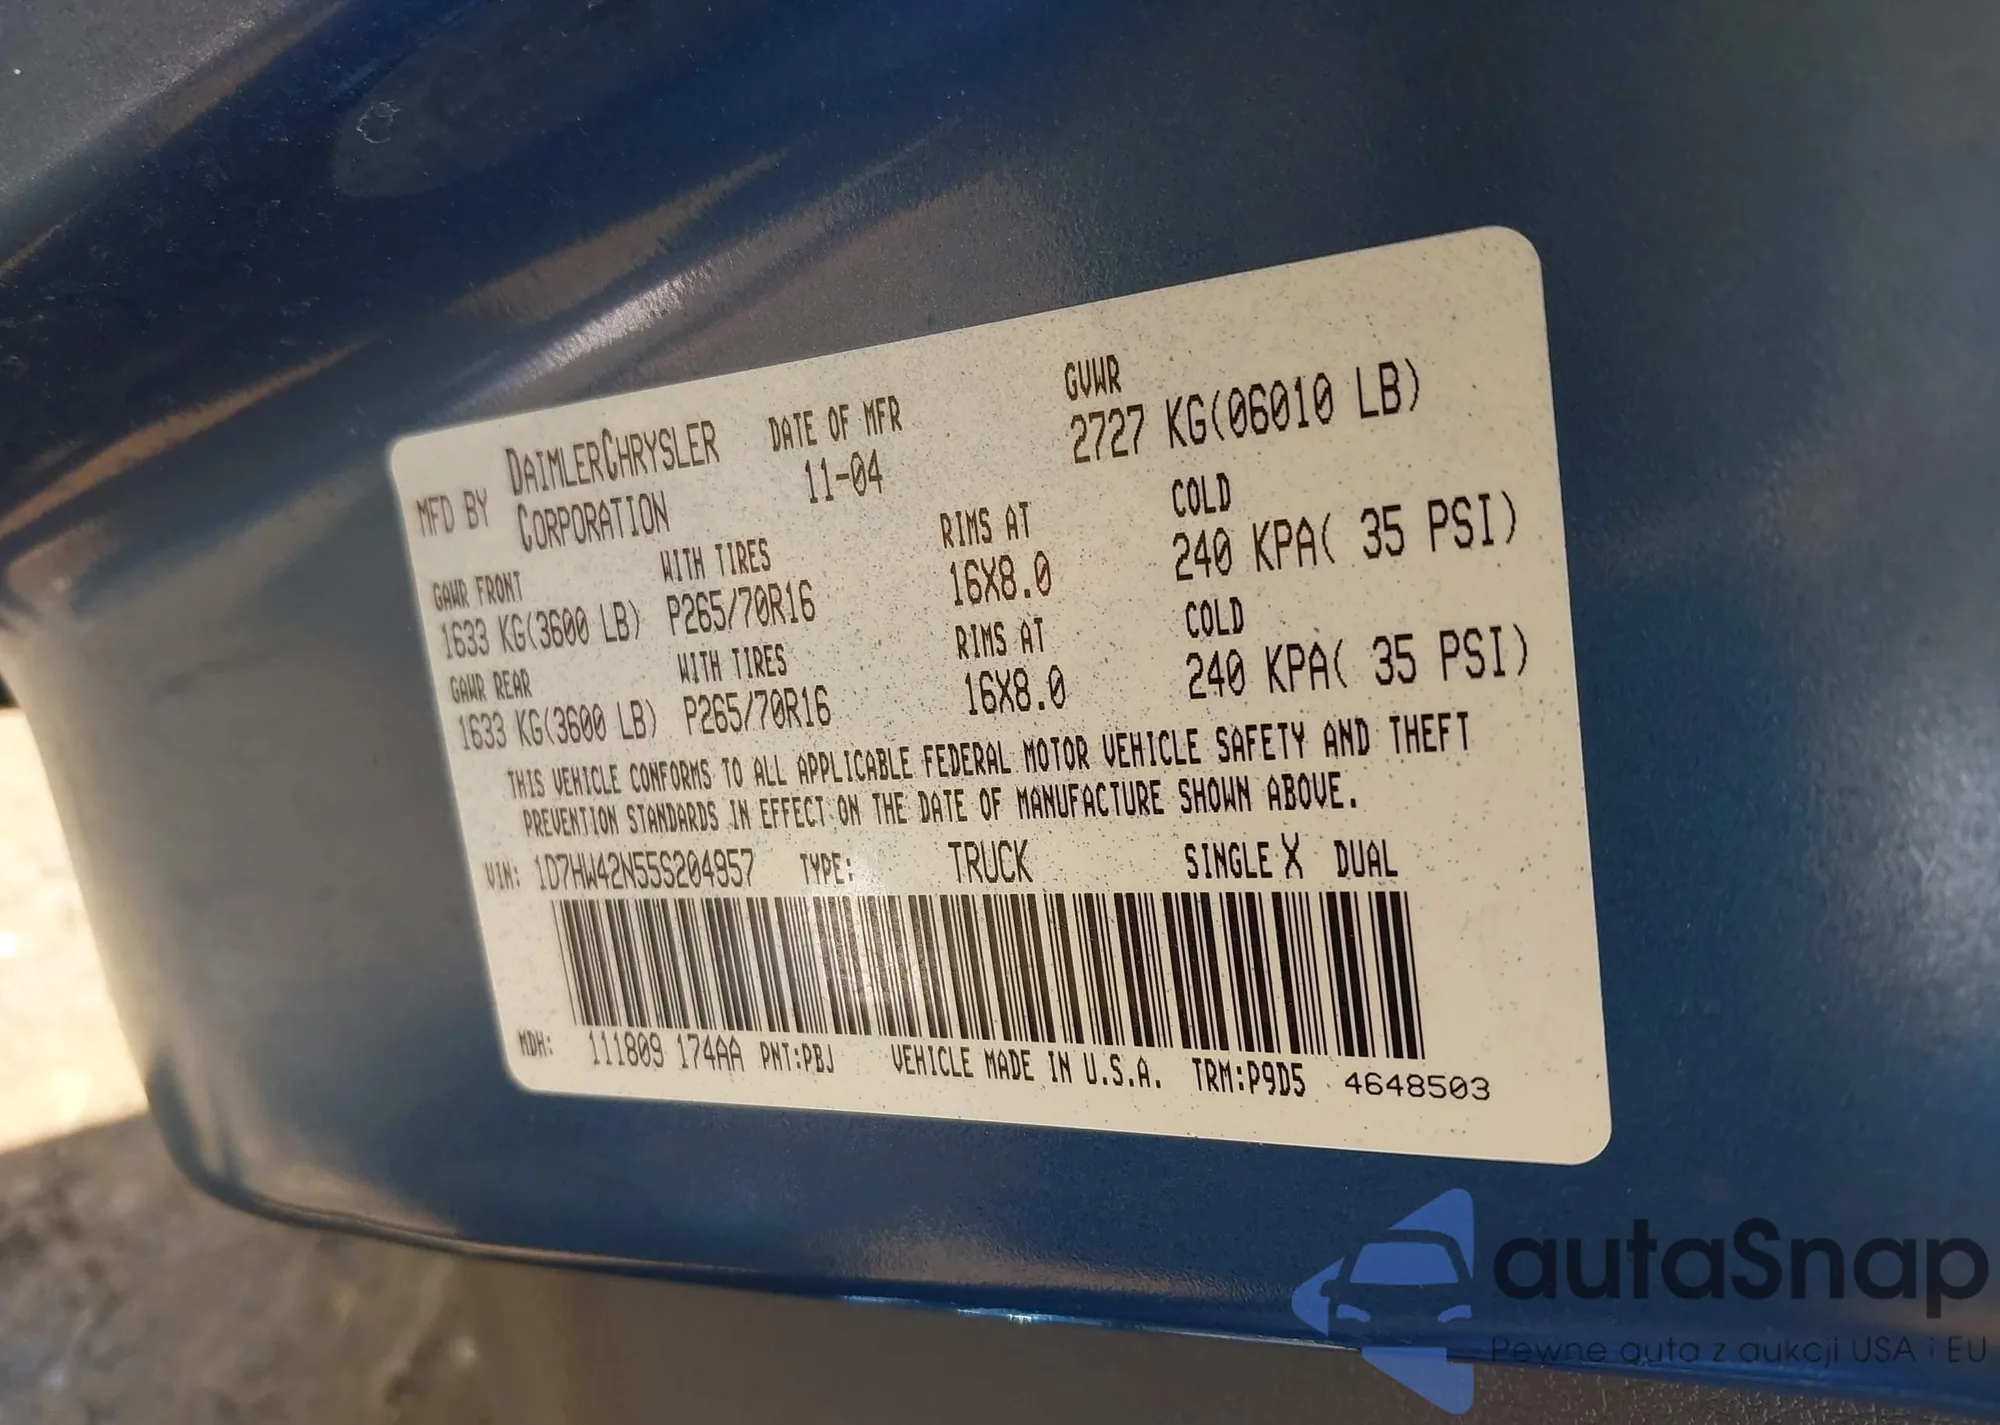 MFD BY DAIMLERCHRYSLER CORPORATION DATE OF MFR 11-04 GVWR 2727 KG(06010 LB)
GAWR FRONT WITH TIRES RIMS AT COLD
1633 KG(3600 LB) P265/70R16 16X8.0 240 KPA( 35 PSI)
GAWR REAR WITH TIRES RIMS AT COLD
1633 KG(3600 LB) P265/70R16 16X8.0 240 KPA( 35 PSI)
THIS VEHICLE CONFORMS TO ALL APPLICABLE FEDERAL MOTOR VEHICLE SAFETY AND THEFT
PREVENTION STANDARDS IN EFFECT ON THE DATE OF MANUFACTURE SHOWN ABOVE.
VIN: 1D7HW42N55S204957 TYPE: TRUCK SINGLE X DUAL
MDH: 111809 174AA PNT:PBJ VEHICLE MADE IN U.S.A. TRM:P9D5 4648503
autaSnap
Pewne auta z aukcji USA i EU